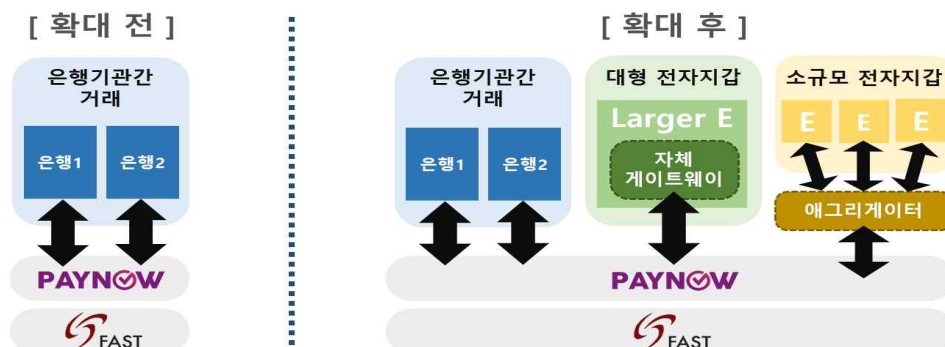 [ 확대 전 ]
은행기관간
거래
은행1
은행2
PAYNOW
FAST
[ 확대 후 ]
은행기관간
거래
은행1
은행2
대형 전자지갑
Larger E
자체
게이트웨이
소규모 전자지갑
E
E
E
애그리게이터
PAYNOW
FAST